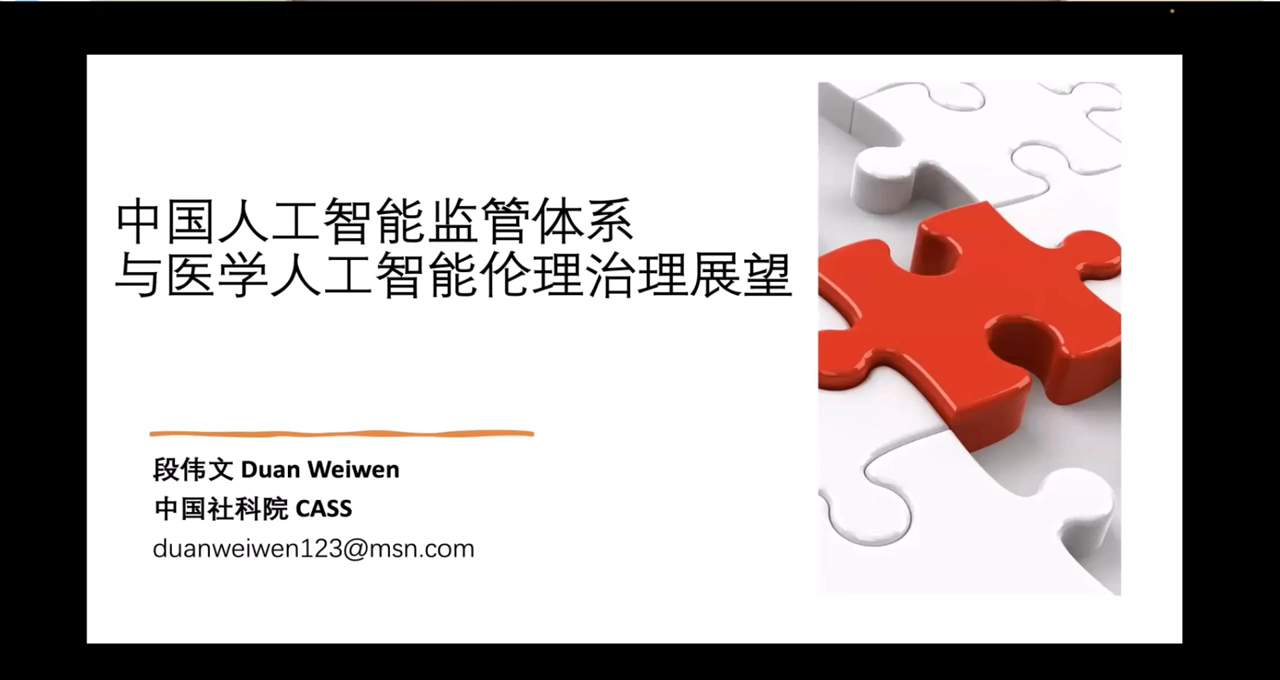 中国人工智能监管体系
与医学人工智能伦理治理展望
段伟文 Duan Weiwen
中国社科院 CASS
duanweiwen123@msn.com